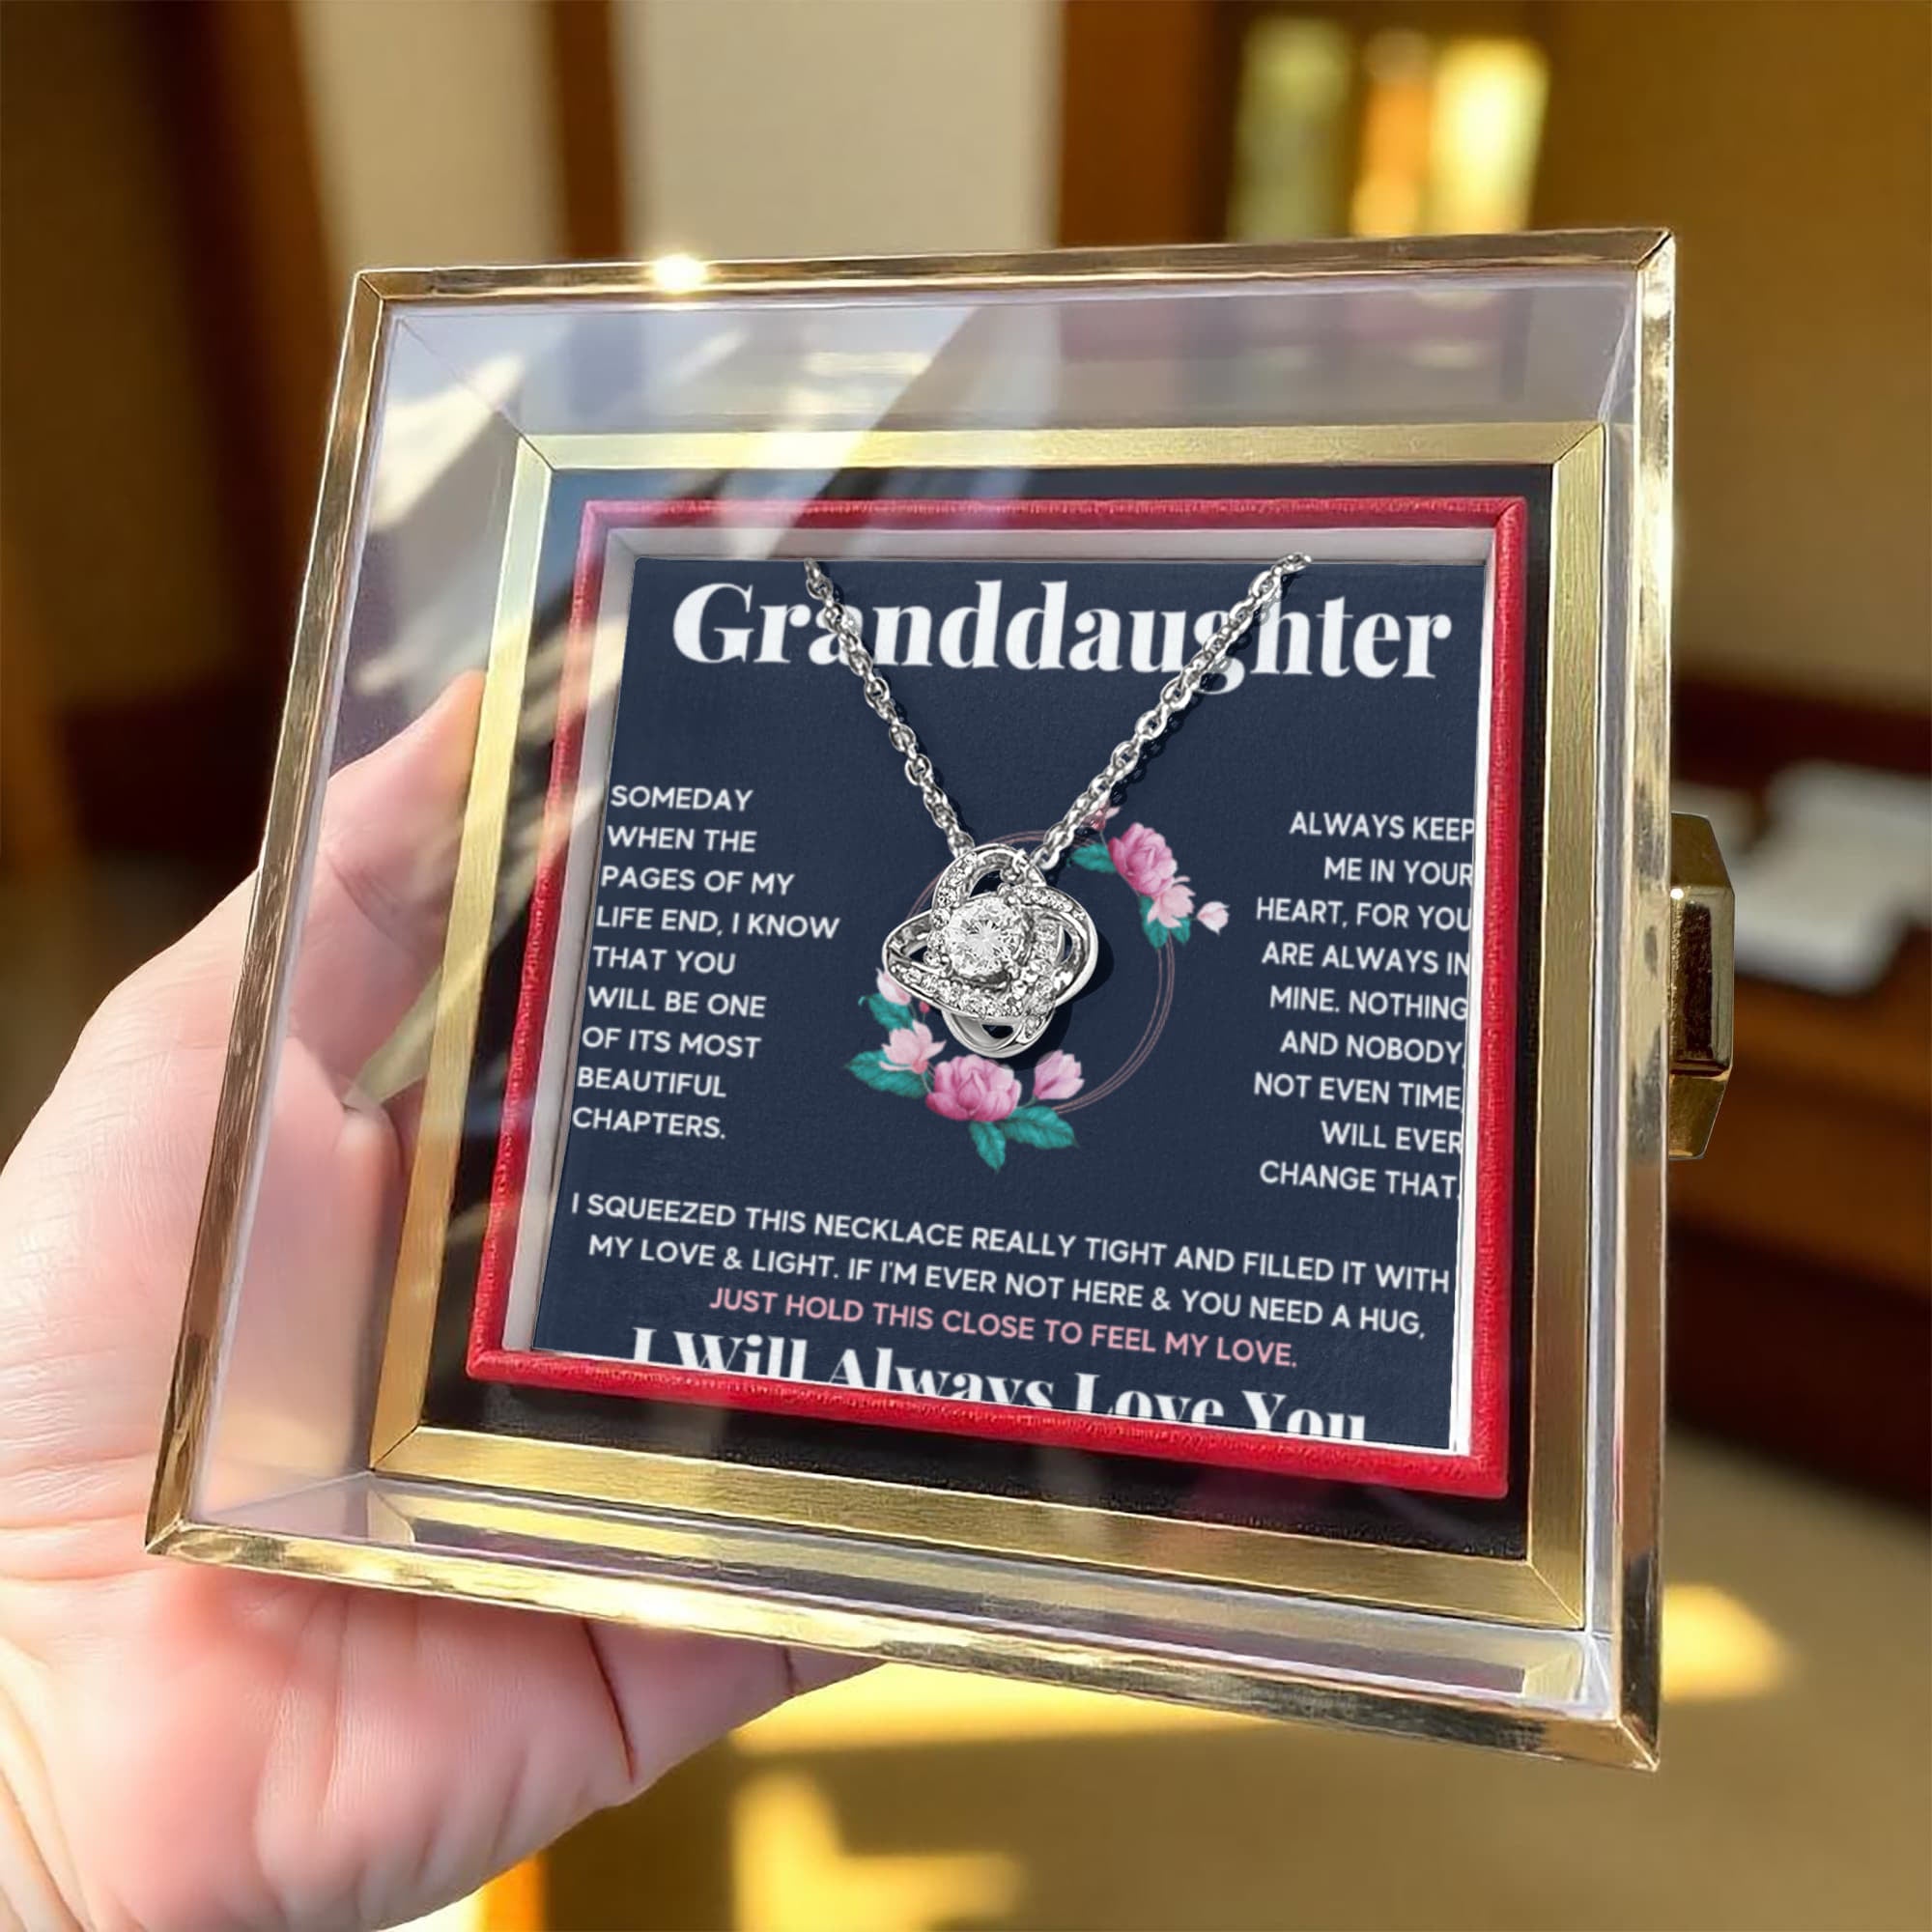 Granddaughter
SOMEDAY
WHEN THE
PAGES OF MY
LIFE END, I KNOW
THAT YOU
WILL BE ONE
OF ITS MOST
BEAUTIFUL
CHAPTERS.
ALWAYS KEEP
ME IN YOUR
HEART, FOR YOU
ARE ALWAYS IN
MINE. NOTHING
AND NOBODY,
NOT EVEN TIME,
WILL EVER
CHANGE THAT.
I SQUEEZED THIS NECKLACE REALLY TIGHT AND FILLED IT WITH
MY LOVE & LIGHT. IF I'M EVER NOT HERE & YOU NEED A HUG,
JUST HOLD THIS CLOSE TO FEEL MY LOVE.
I Will Always Love You